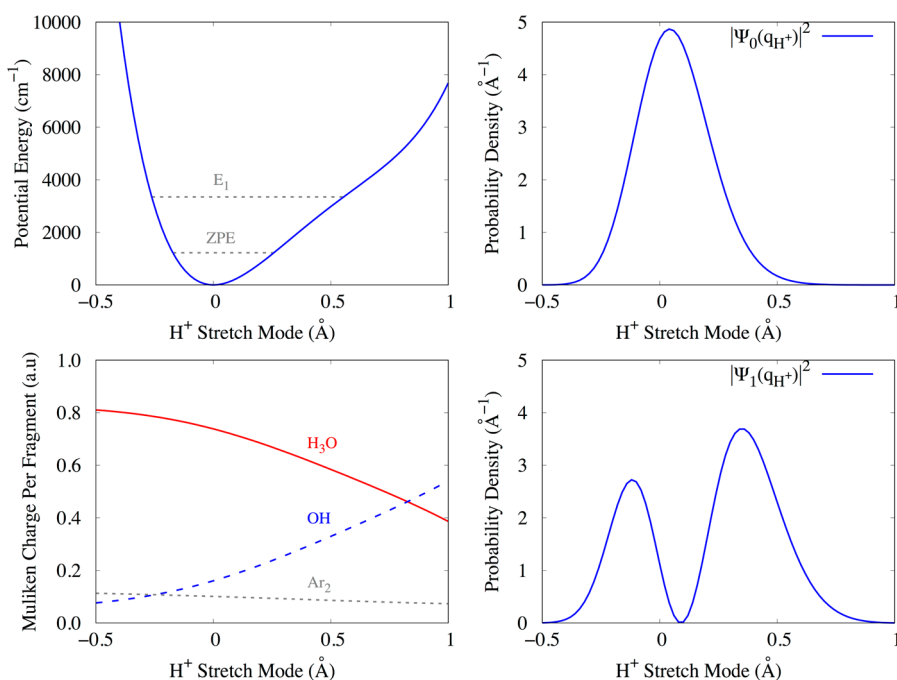 Potential Energy (cm⁻¹)
10000
8000
6000
4000
2000
0
E₁
ZPE
−0.5
0
0.5
1
H⁺ Stretch Mode (Å)
Probability Density (Å⁻¹)
5
4
3
2
1
0
|Ψ₀(q_H⁺)|²
−0.5
0
0.5
1
H⁺ Stretch Mode (Å)
Muliken Charge Per Fragment (a.u)
1.0
0.8
0.6
0.4
0.2
0.0
H₃O
OH
Ar₂
−0.5
0
0.5
1
H⁺ Stretch Mode (Å)
Probability Density (Å⁻¹)
5
4
3
2
1
0
|Ψ₁(q_H⁺)|²
−0.5
0
0.5
1
H⁺ Stretch Mode (Å)